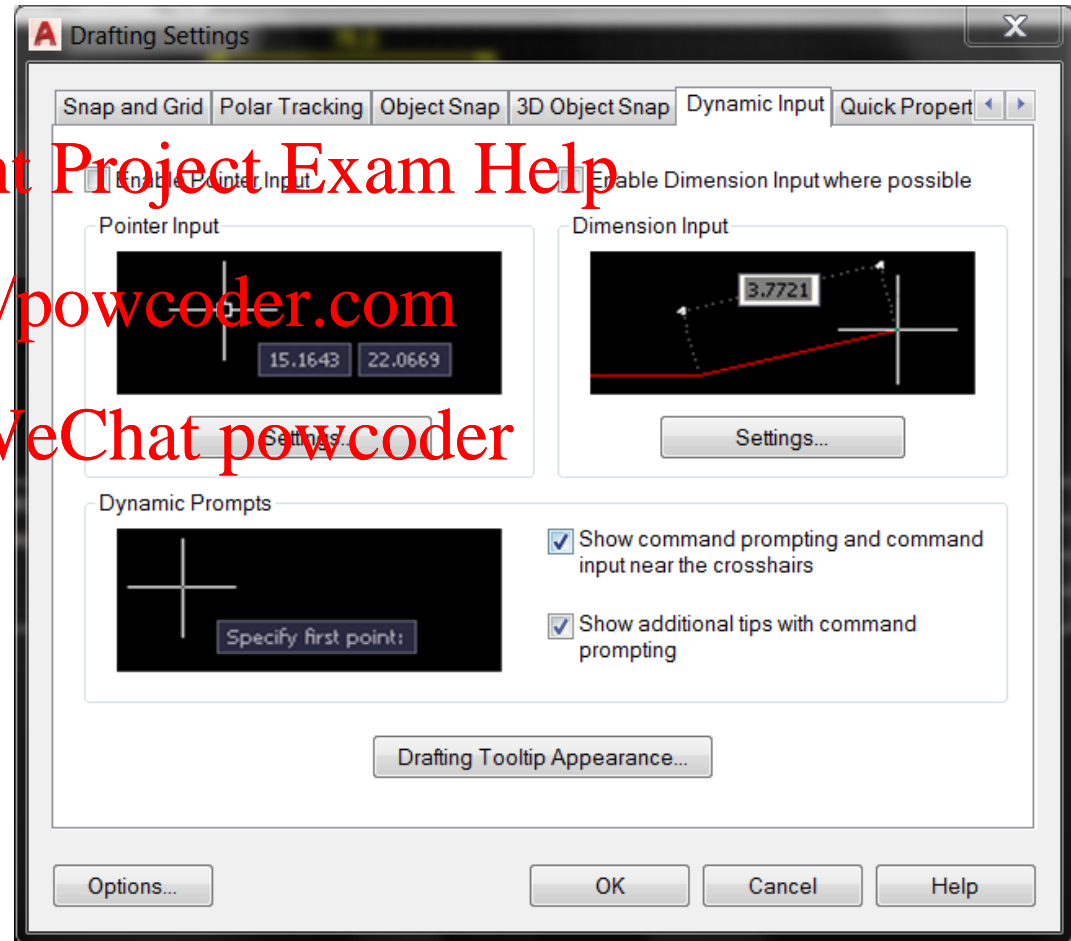 Drafting Settings
X
Snap and Grid Polar Tracking Object Snap 3D Object Snap Dynamic Input Quick Propert
nt Project Exam Help
Enable Pointer Input
Enable Dimension Input where possible
Pointer Input
Dimension Input
/powcoder.com
15.1643 22.0669
3.7721
WeChat powcoder
Settings...
Settings...
Dynamic Prompts
Specify first point:
Show command prompting and command
input near the crosshairs
Show additional tips with command
prompting
Drafting Tooltip Appearance...
Options...
OK
Cancel
Help